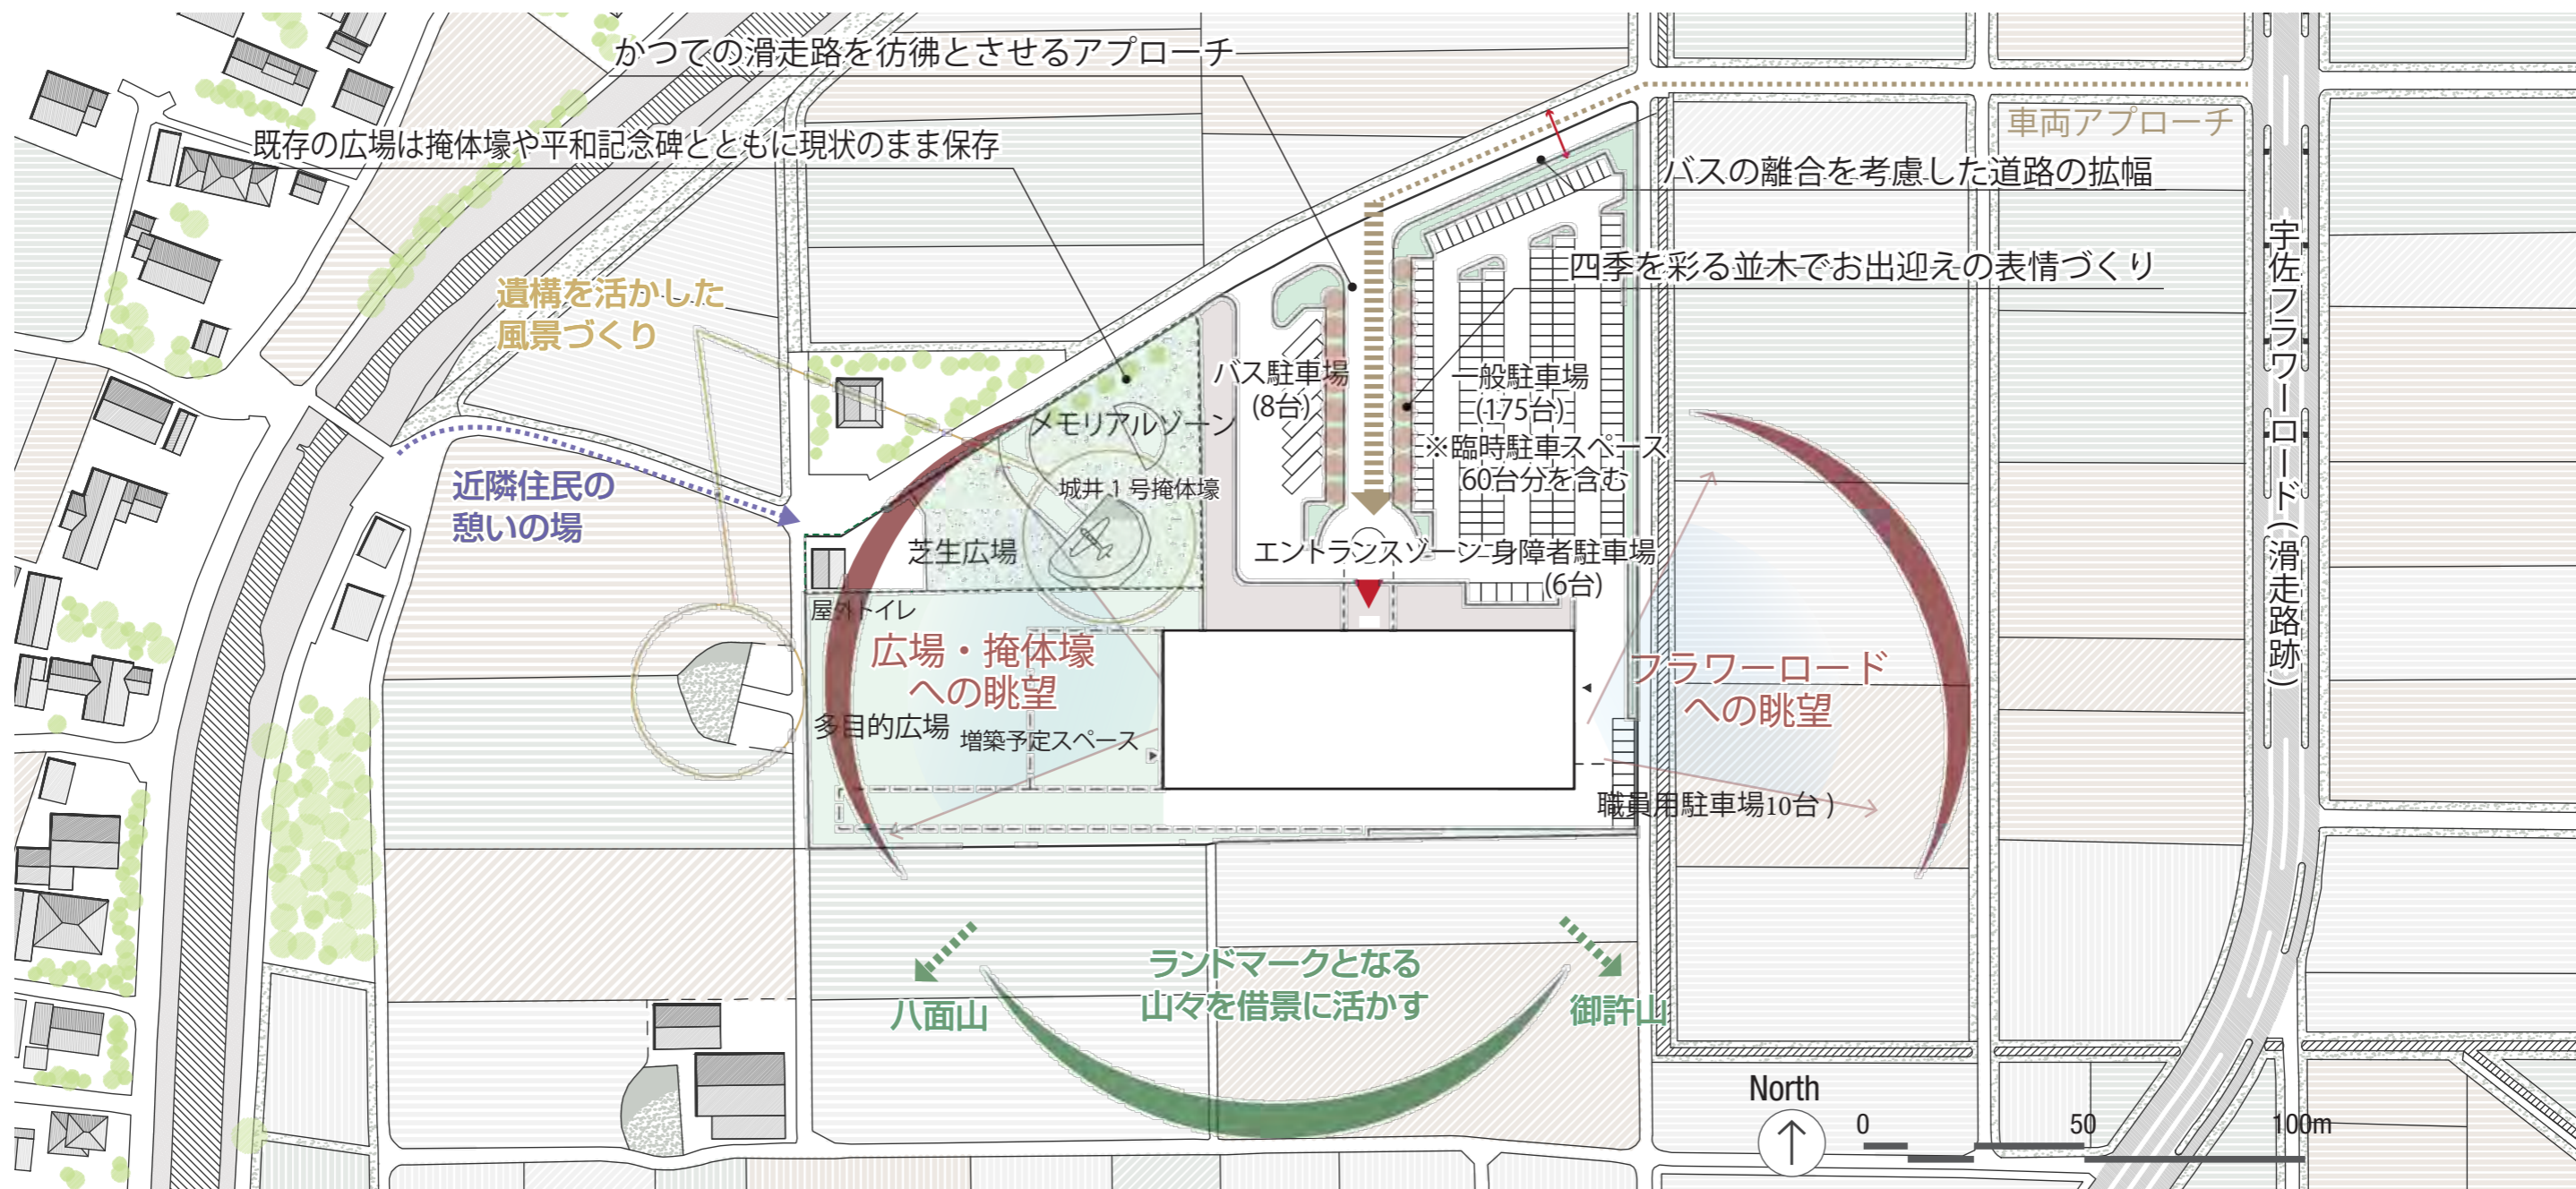 かつての滑走路を彷彿とさせるアプローチ
既存の広場は掩体壕や平和記念碑とともに現状のまま保存
車両アプローチ
バスの離合を考慮した道路の拡幅
四季を彩る並木でお出迎えの表情づくり
宇佐フラワーロード(滑走路跡)
遺構を活かした
風景づくり
バス駐車場
(8台)
一般駐車場
(175台)
※臨時駐車スペース
60台分を含む
メモリアルゾーン
城井1号掩体壕
近隣住民の
憩いの場
芝生広場
エントランスゾーン
身障者駐車場
(6台)
屋外トイレ
広場・掩体壕
への眺望
フラワーロード
への眺望
多目的広場
増築予定スペース
職員用駐車場10台)
ランドマークとなる
山々を借景に活かす
八面山
御許山
North
0 50 100m